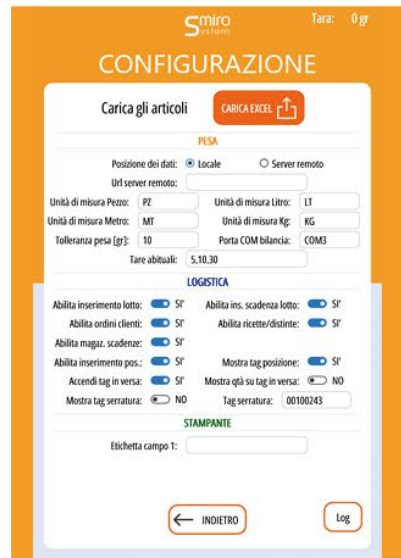 Smiro
System
Tara: 0 gr
CONFIGURAZIONE
Carica gli articoli CARICA EXCEL
PESA
Posizione dei dati: Locale Server remoto
Url server remoto:
Unità di misura Pezzo: PZ Unità di misura Litro: LT
Unità di misura Metro: MT Unità di misura Kg: KG
Tolleranza pesa [gr]: 10 Porta COM bilancia: COM3
Tare abituali: 5,10,30
LOGISTICA
Abilita inserimento lotto: SI' Abilita ins. scadenza lotto: SI'
Abilita ordini clienti: SI' Abilita ricette/distinte: SI'
Abilita magaz. scadenze: SI'
Abilita inserimento pos.: SI' Mostra tag posizione: SI'
Accendi tag in versa: SI' Mostra qtà su tag in versa: NO
Mostra tag serratura: NO Tag serratura: 00100243
STAMPANTE
Etichetta campo 1:
INDIETRO
Log